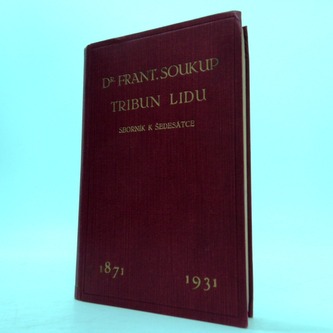 DR. FRANT. SOUKUP
TRIBUN LIDU
SBORNÍK K ŠEDESÁTCE
1871 1931